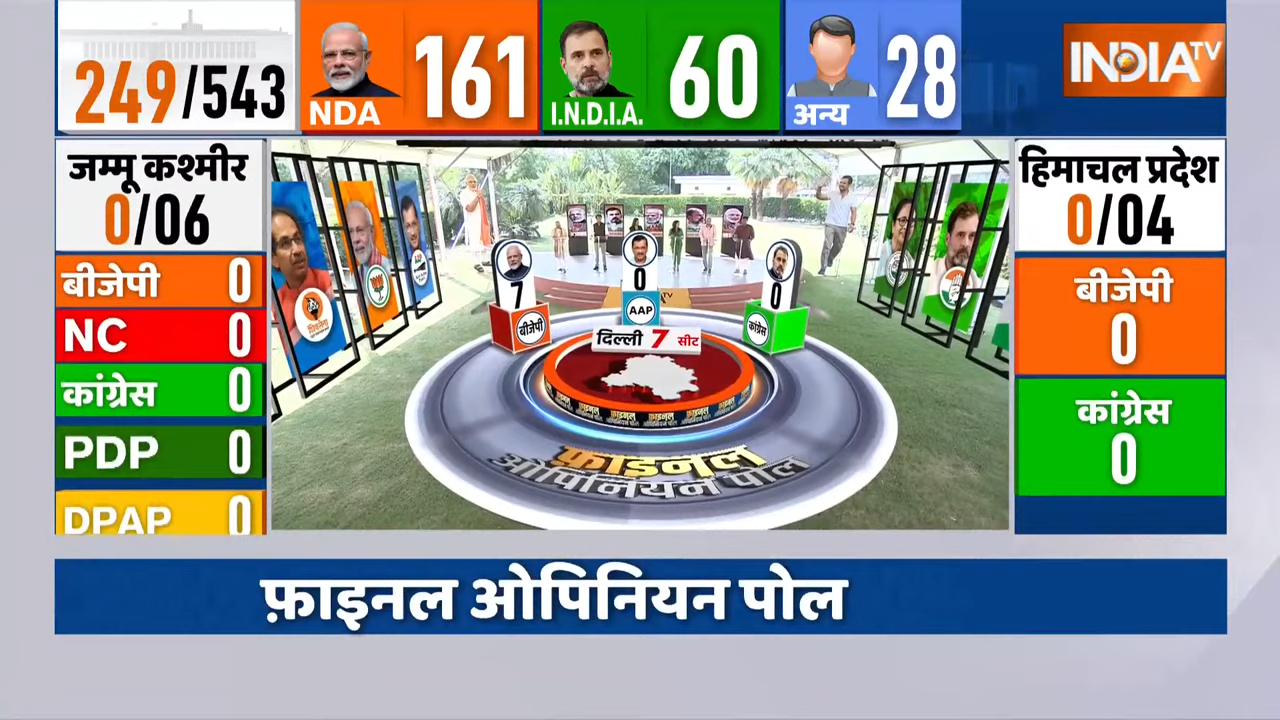 249/543
NDA 161
I.N.D.I.A. 60
अन्य 28
INDIA TV
जम्मू कश्मीर
0/06
बीजेपी 0
NC 0
कांग्रेस 0
PDP 0
DPAP 0
7
बीजेपी
0
AAP
0
कांग्रेस
दिल्ली 7 सीट
फ़ाइनल
ओपिनियन पोल
हिमाचल प्रदेश
0/04
बीजेपी
0
कांग्रेस
0
फ़ाइनल ओपिनियन पोल